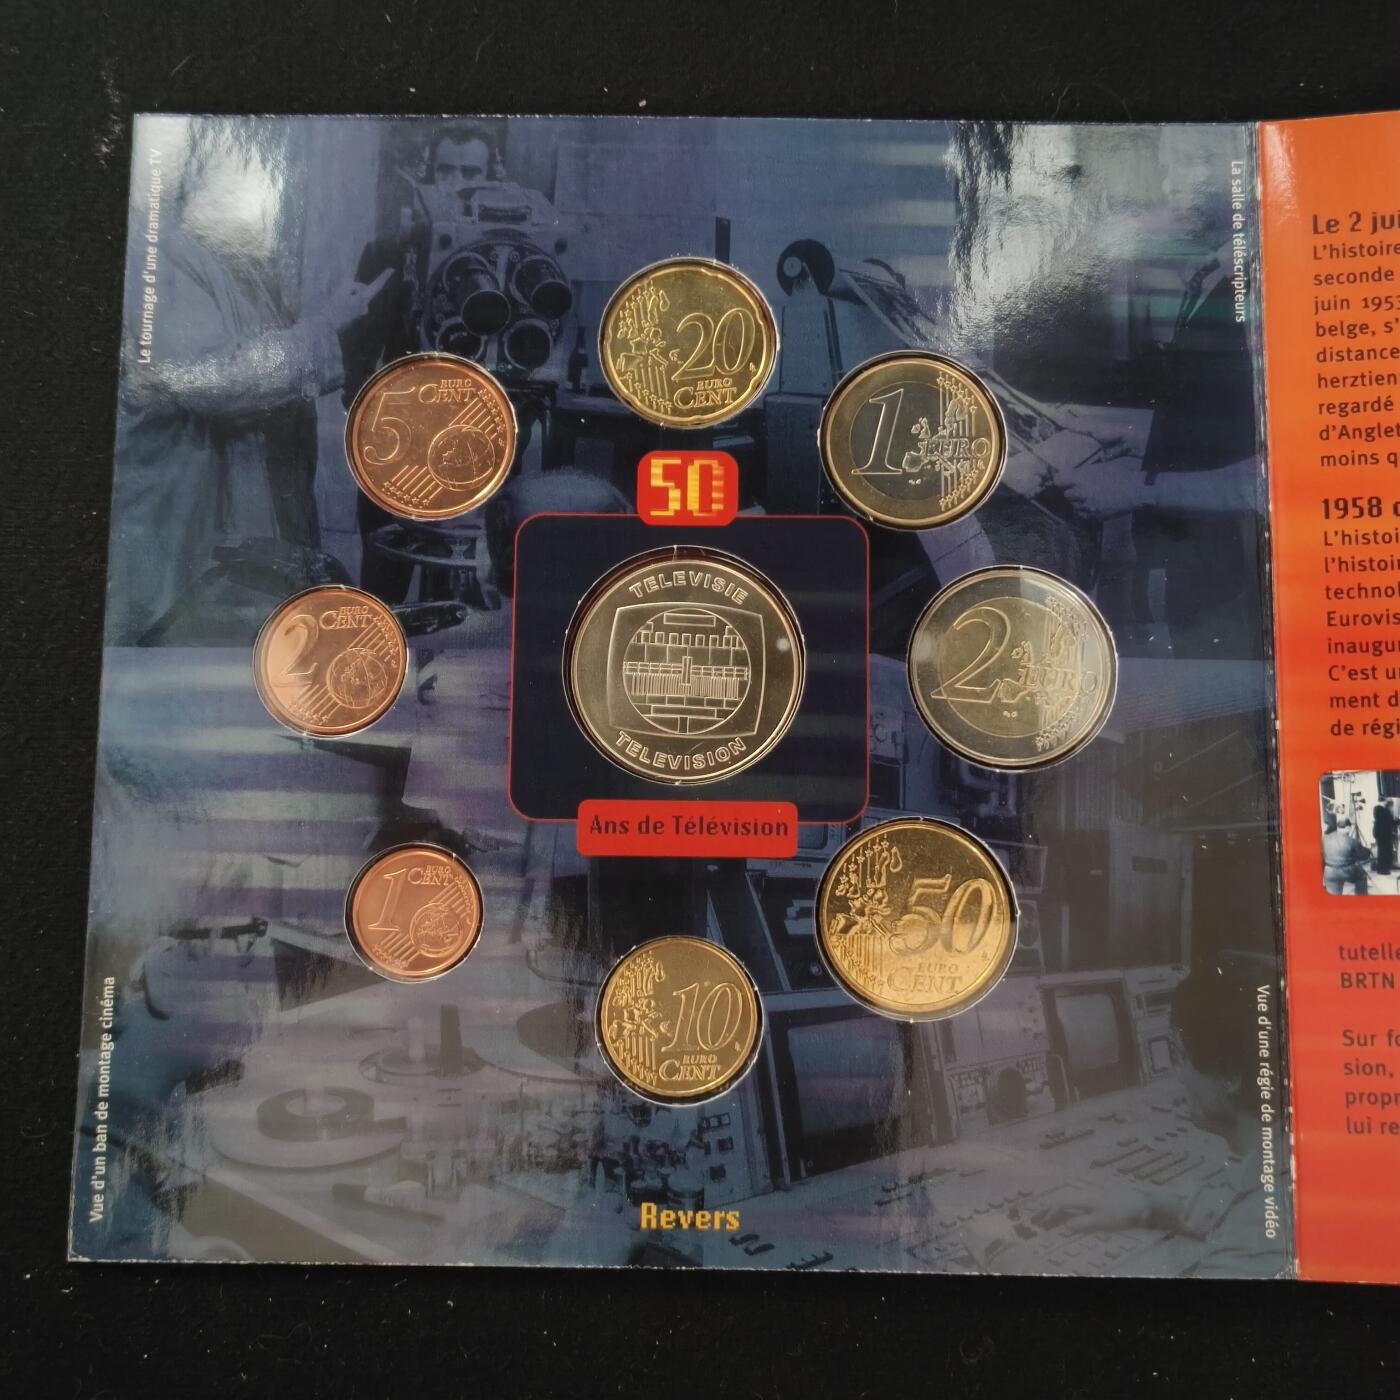 Le tournage d'une dramatique TV
La salle de téléscripteurs
20
EURO
CENT
5
EURO
CENT
1
EURO
50
TELEVISIE
TELEVISION
2
EURO
CENT
2
EURO
Ans de Télévision
1
EURO
CENT
50
EURO
CENT
10
EURO
CENT
Vue d'un ban de montage cinéma
Vue d'une régie de montage vidéo
Revers
Le 2 jui
L'histoire
seconde
juin 1953
belge, s'
distance
herztien
regardé
d'Anglet
moins q
1958
L'histoi
l'histoir
technol
Eurovis
inaugur
C'est un
ment d
de régi
tutelle
BRTN
Sur fo
sion,
propr
lui re